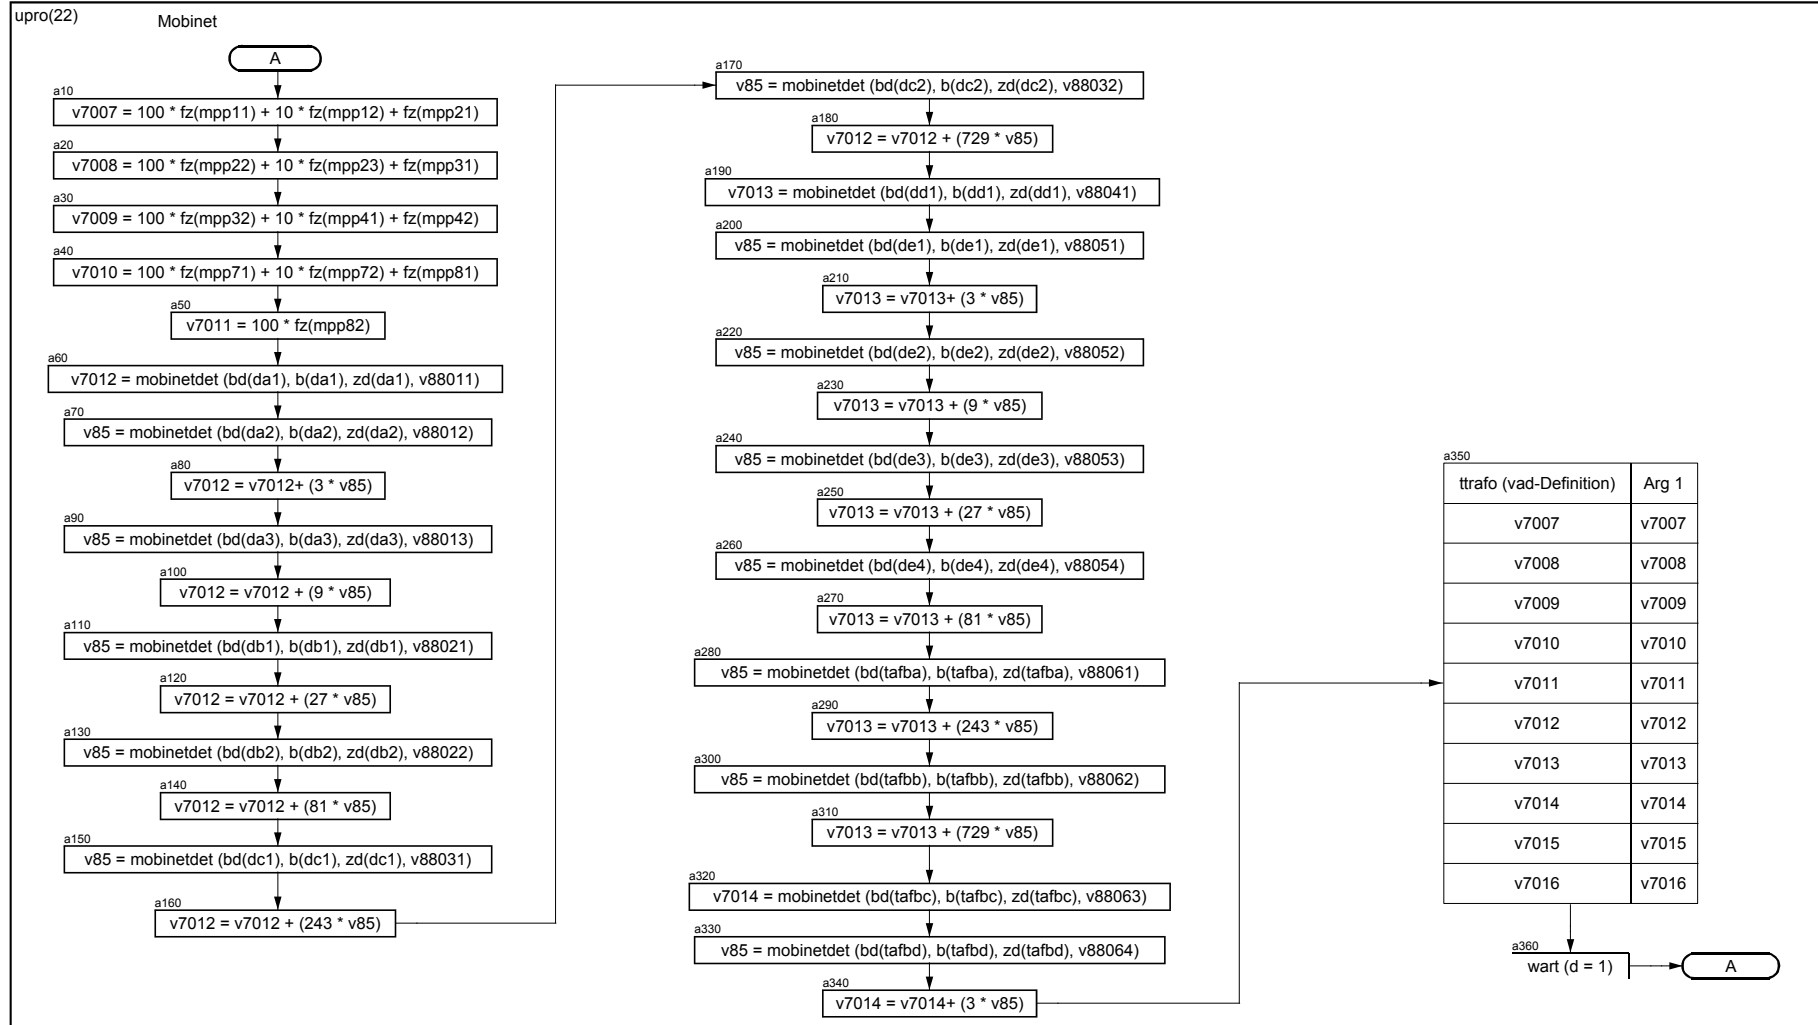 upro(22)
Mobinet
A
a10
v7007 = 100 * fz(mpp11) + 10 * fz(mpp12) + fz(mpp21)
a20
v7008 = 100 * fz(mpp22) + 10 * fz(mpp23) + fz(mpp31)
a30
v7009 = 100 * fz(mpp32) + 10 * fz(mpp41) + fz(mpp42)
a40
v7010 = 100 * fz(mpp71) + 10 * fz(mpp72) + fz(mpp81)
a50
v7011 = 100 * fz(mpp82)
a60
v7012 = mobinetdet (bd(da1), b(da1), zd(da1), v88011)
a70
v85 = mobinetdet (bd(da2), b(da2), zd(da2), v88012)
a80
v7012 = v7012+ (3 * v85)
a90
v85 = mobinetdet (bd(da3), b(da3), zd(da3), v88013)
a100
v7012 = v7012 + (9 * v85)
a110
v85 = mobinetdet (bd(db1), b(db1), zd(db1), v88021)
a120
v7012 = v7012 + (27 * v85)
a130
v85 = mobinetdet (bd(db2), b(db2), zd(db2), v88022)
a140
v7012 = v7012 + (81 * v85)
a150
v85 = mobinetdet (bd(dc1), b(dc1), zd(dc1), v88031)
a160
v7012 = v7012 + (243 * v85)
a170
v85 = mobinetdet (bd(dc2), b(dc2), zd(dc2), v88032)
a180
v7012 = v7012 + (729 * v85)
a190
v7013 = mobinetdet (bd(dd1), b(dd1), zd(dd1), v88041)
a200
v85 = mobinetdet (bd(de1), b(de1), zd(de1), v88051)
a210
v7013 = v7013+ (3 * v85)
a220
v85 = mobinetdet (bd(de2), b(de2), zd(de2), v88052)
a230
v7013 = v7013 + (9 * v85)
a240
v85 = mobinetdet (bd(de3), b(de3), zd(de3), v88053)
a250
v7013 = v7013 + (27 * v85)
a260
v85 = mobinetdet (bd(de4), b(de4), zd(de4), v88054)
a270
v7013 = v7013 + (81 * v85)
a280
v85 = mobinetdet (bd(tafba), b(tafba), zd(tafba), v88061)
a290
v7013 = v7013 + (243 * v85)
a300
v85 = mobinetdet (bd(tafbb), b(tafbb), zd(tafbb), v88062)
a310
v7013 = v7013 + (729 * v85)
a320
v7014 = mobinetdet (bd(tafbc), b(tafbc), zd(tafbc), v88063)
a330
v85 = mobinetdet (bd(tafbd), b(tafbd), zd(tafbd), v88064)
a340
v7014 = v7014+ (3 * v85)
a350
ttrafo (vad-Definition) Arg 1
v7007 v7007
v7008 v7008
v7009 v7009
v7010 v7010
v7011 v7011
v7012 v7012
v7013 v7013
v7014 v7014
v7015 v7015
v7016 v7016
a360
wart (d = 1)
A